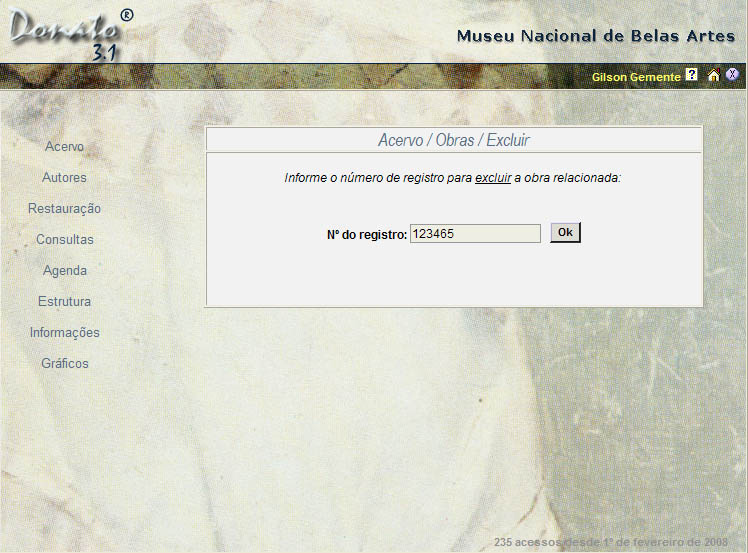 Donato®
3.1
Museu Nacional de Belas Artes
Gilson Gemente ? X
Acervo / Obras / Excluir
Acervo
Informe o número de registro para excluir a obra relacionada:
Autores
Restauração
Nº do registro: 123465 Ok
Consultas
Agenda
Estrutura
Informações
Gráficos
235 acessos desde 1º de fevereiro de 2008